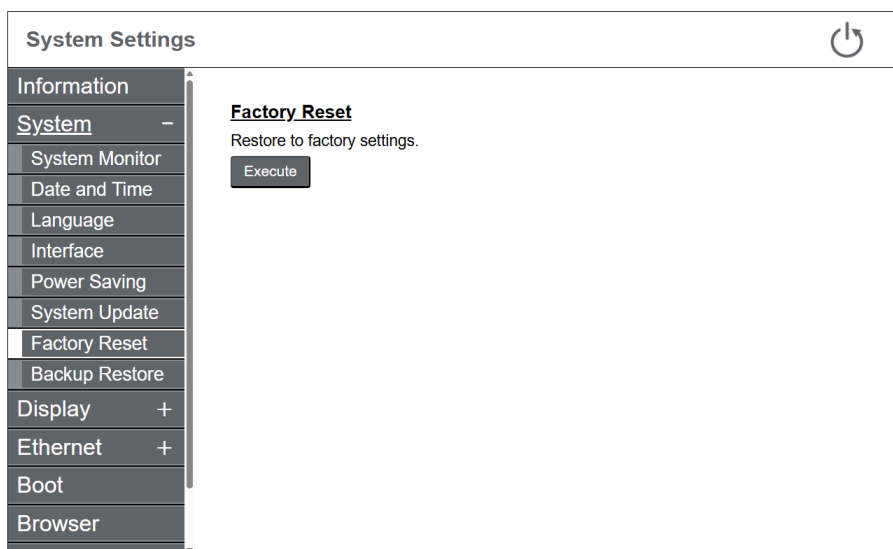 System Settings
Information
System −
System Monitor
Date and Time
Language
Interface
Power Saving
System Update
Factory Reset
Backup Restore
Display +
Ethernet +
Boot
Browser
Factory Reset
Restore to factory settings.
Execute